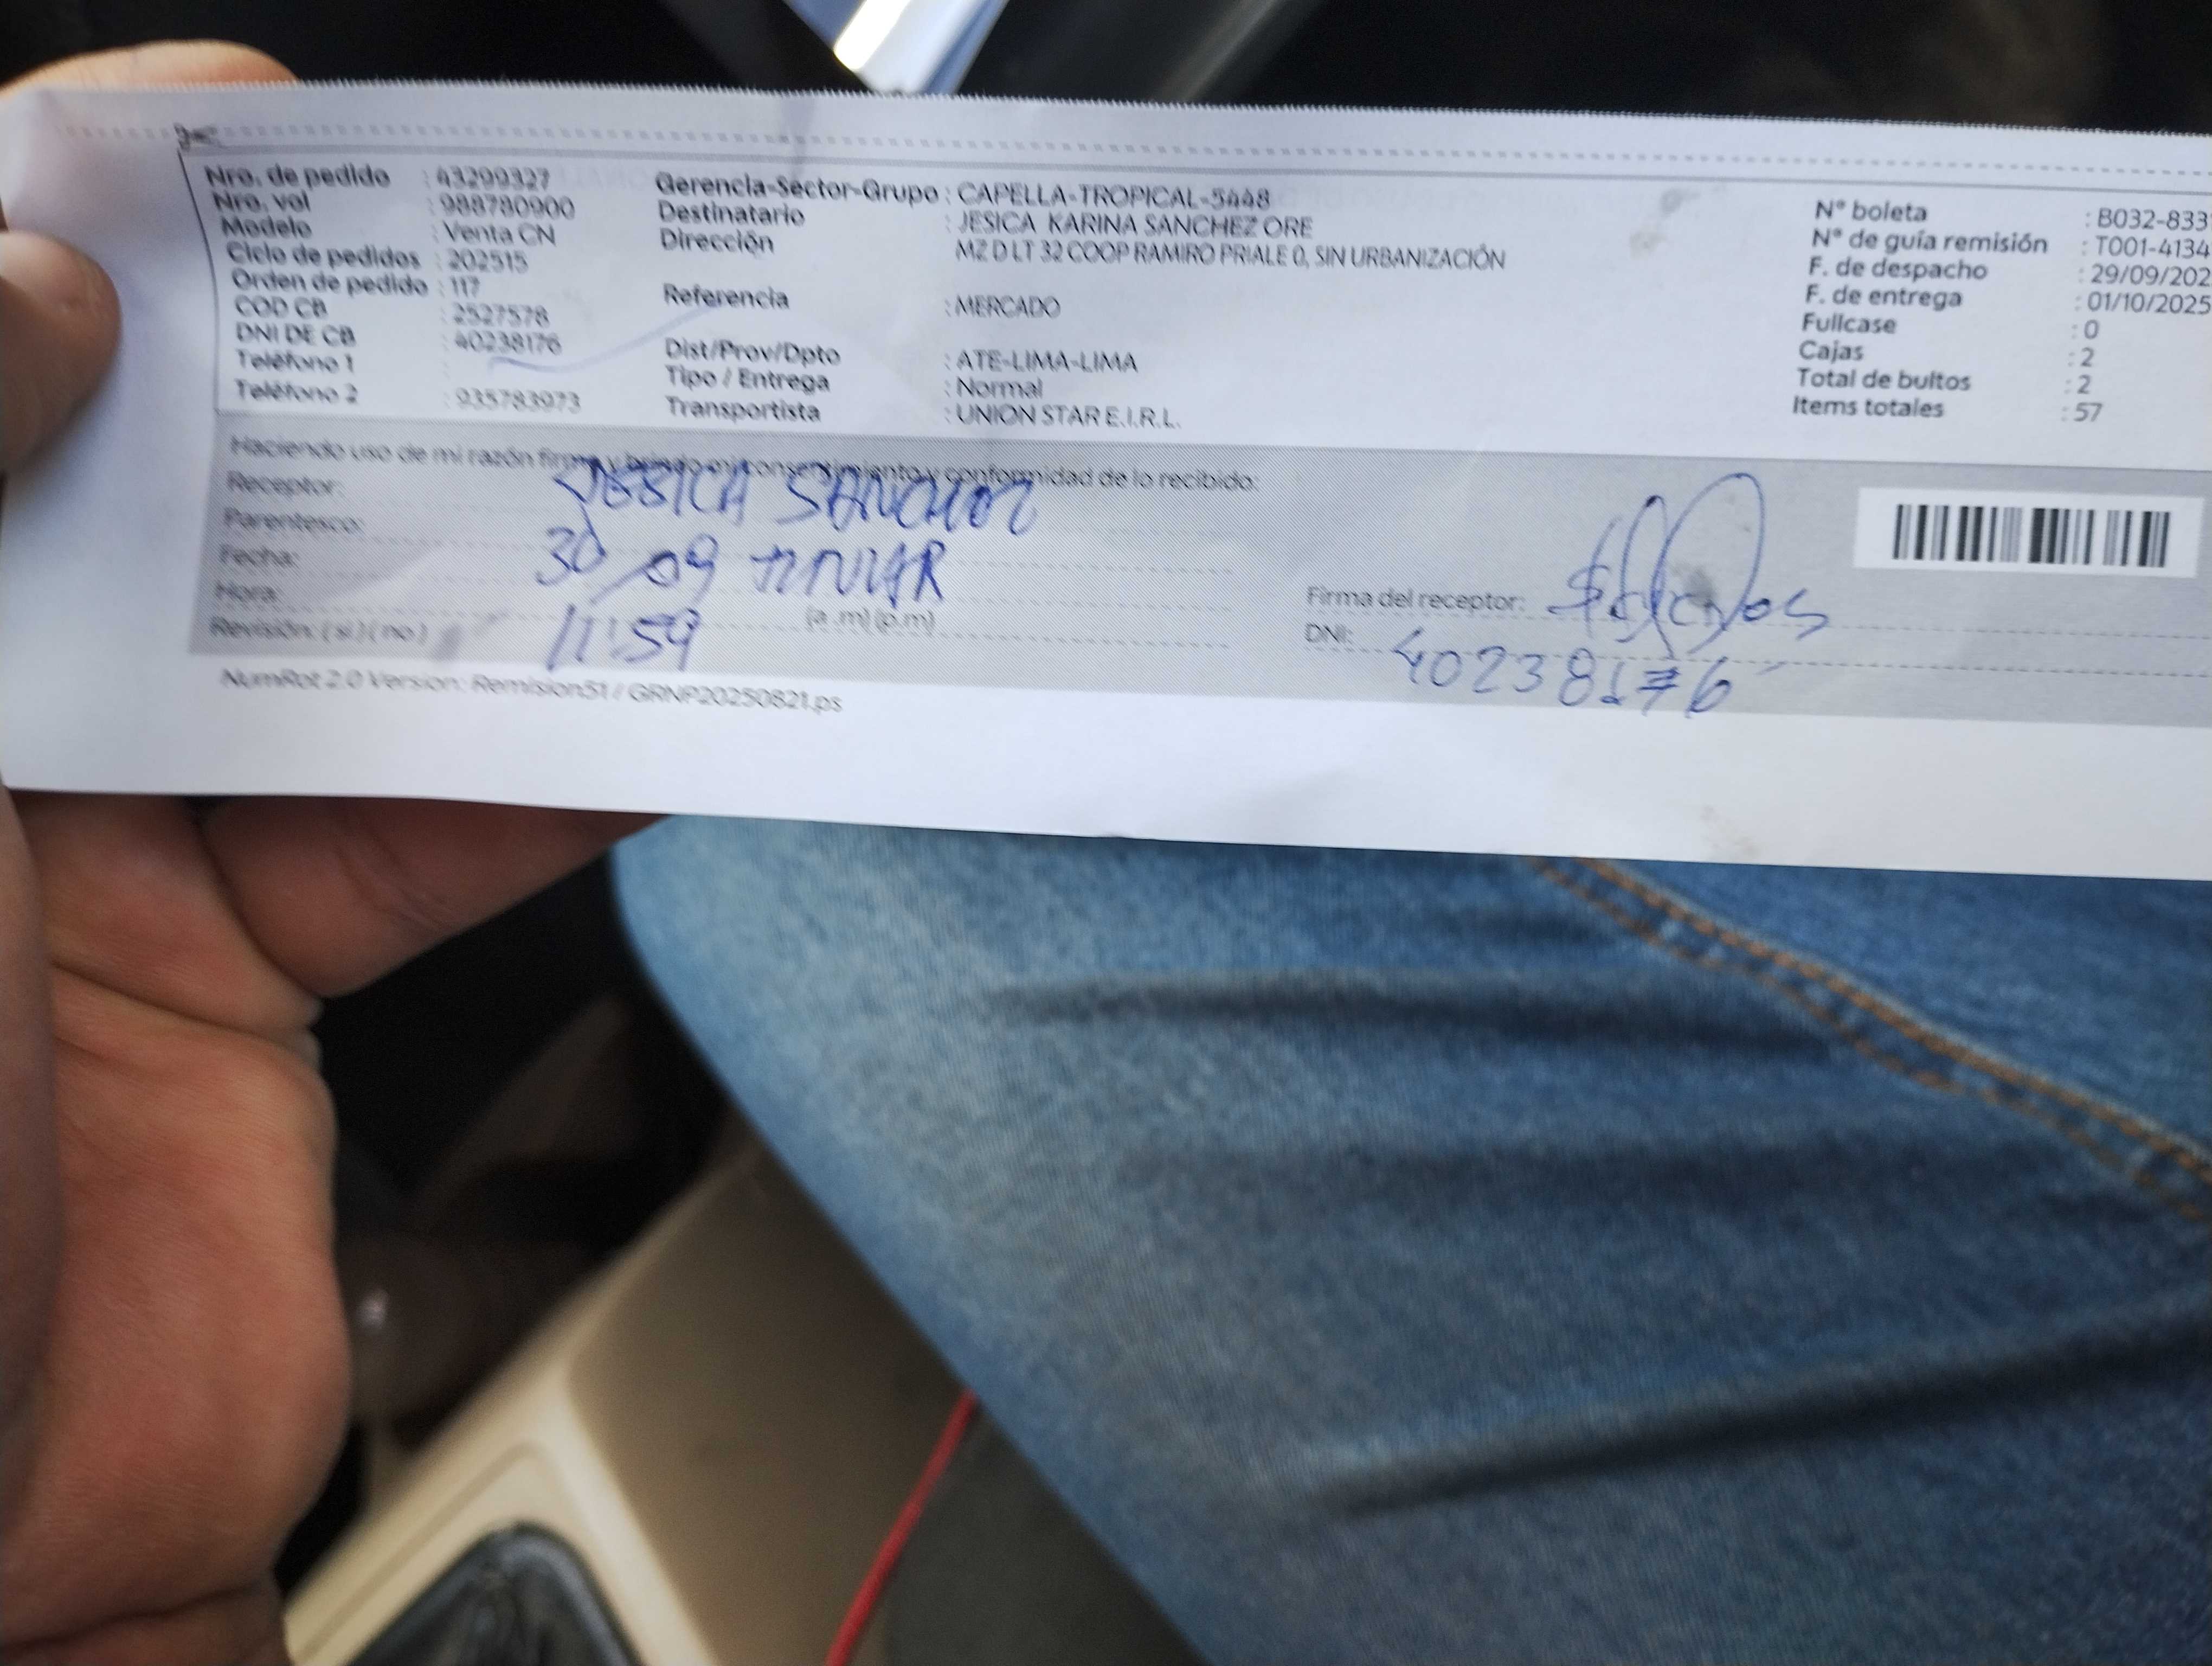 Nro. de pedido : 43299327
Nro. vol : 988780900
Modelo : Venta CN
Ciclo de pedidos : 202515
Orden de pedido : 117
COD CB : 2527578
DNI DE CB : 40238176
Teléfono 1 :
Teléfono 2 : 935783973
Gerencia-Sector-Grupo : CAPELLA-TROPICAL-5448
Destinatario : JESICA KARINA SANCHEZ ORE
Dirección MZ D LT 32 COOP RAMIRO PRIALE 0, SIN URBANIZACIÓN
Referencia : MERCADO
Dist/Prov/Dpto : ATE-LIMA-LIMA
Tipo / Entrega : Normal
Transportista : UNION STAR E.I.R.L.
N° boleta : B032-833
N° de guía remisión : T001-4134
F. de despacho : 29/09/202
F. de entrega : 01/10/2025
Fullcase : 0
Cajas : 2
Total de bultos : 2
Items totales : 57
Haciendo uso de mi razón firmo y brindo mi consentimiento y conformidad de lo recibido:
Receptor: JESICA SANCHEZ
Parentesco:
Fecha: 30/09 TITULAR
Hora: 11:59 (a.m) (p.m)
Revisión: ( si ) ( no )
Firma del receptor:
DNI: 40238176
NumRot 2.0 Version: Remision51 / GRNP20250821.ps